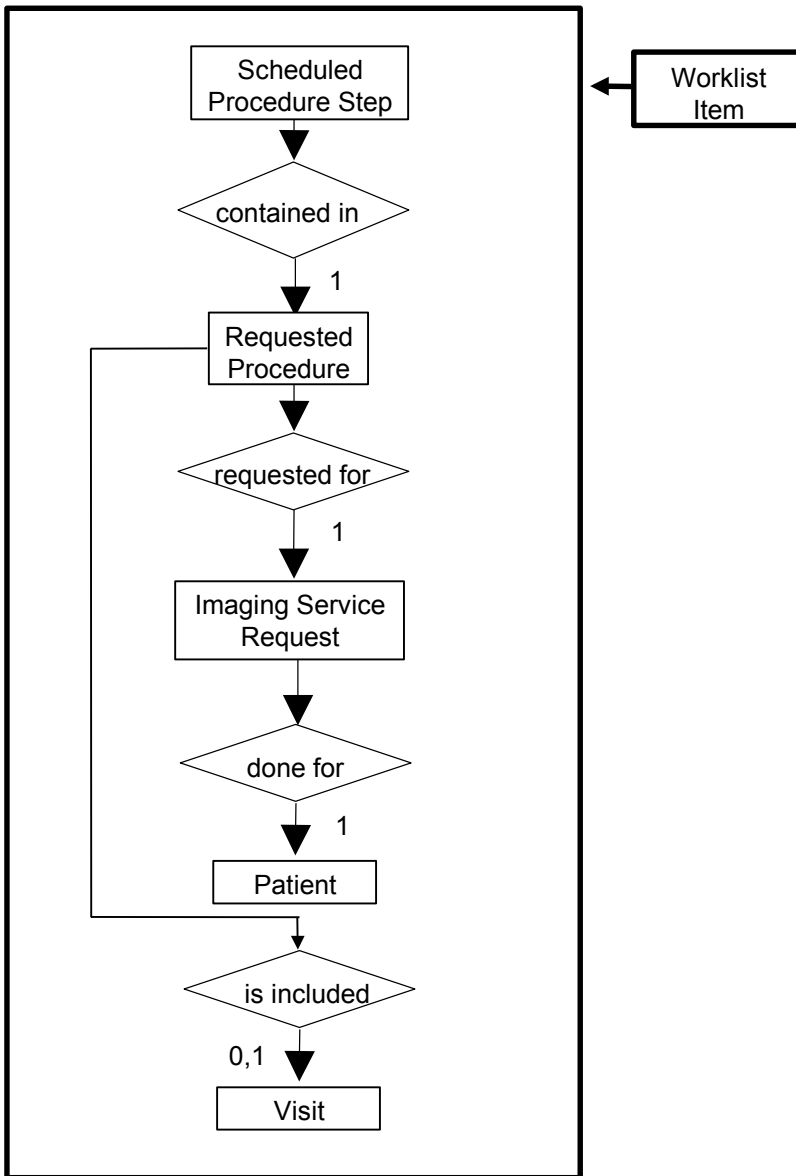 Scheduled
Procedure Step
Worklist
Item
contained in
1
Requested
Procedure
requested for
1
Imaging Service
Request
done for
1
Patient
is included
0,1
Visit